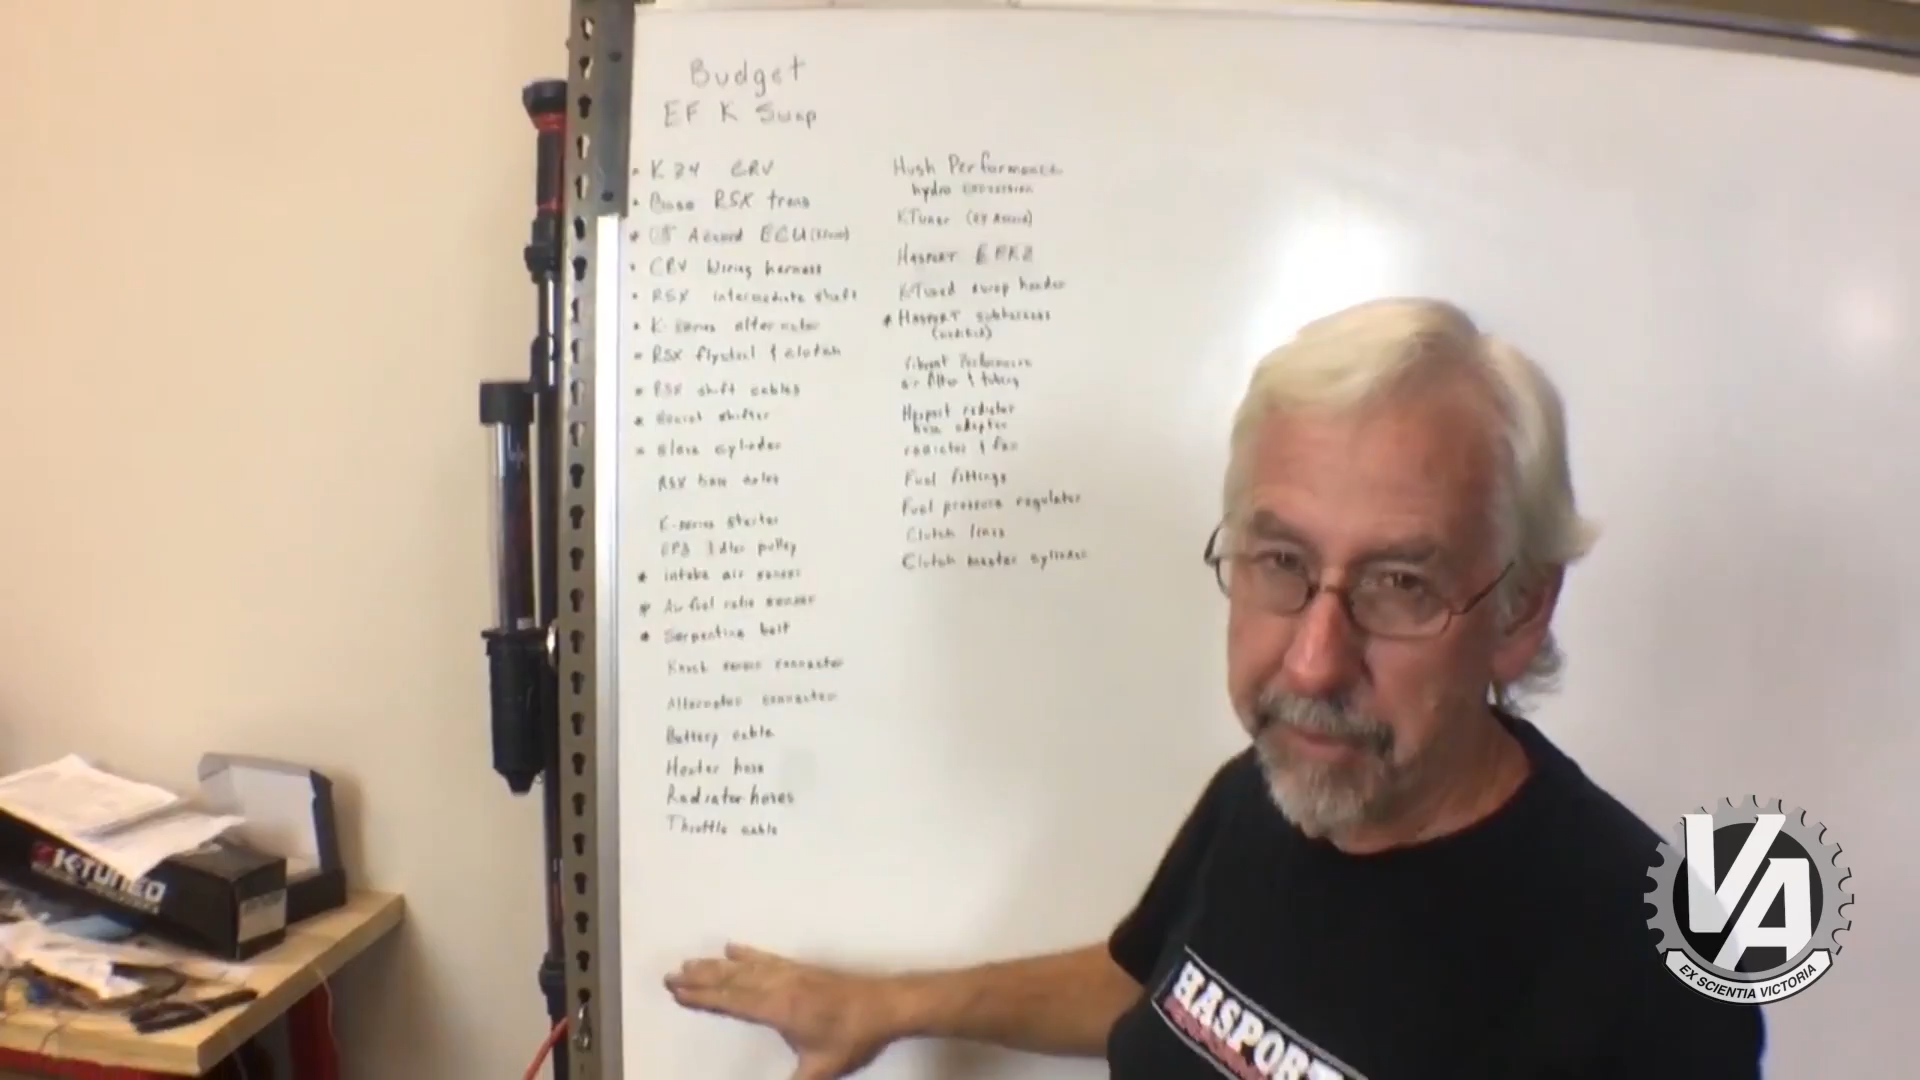 Budget
EF K Swap
K24 CRV
Base RSX trans
Accord ECU
CRV Wiring harness
RSX intermediate shaft
K-series alternator
RSX flywheel & clutch
RSX shift cables
shifter
Slave cylinder
RSX base axles
K-series starter
EP3 Idler pulley
intake air sensor
Air fuel ratio sensor
Serpentine belt
Knock sensor connector
Alternator connector
Battery cable
Heater hose
Radiator hoses
Throttle cable
Hush Performance
hydro conversion
KTuner
Hasport EFK2
KTuned swap header
Hasport subharness
Vibrant Performance
air filter & tubing
Hasport radiator
hose adapter
radiator & fan
Fuel fittings
Fuel pressure regulator
Clutch lines
Clutch master cylinder
K-TUNED
HASPORT
VA
EX SCIENTIA VICTORIA